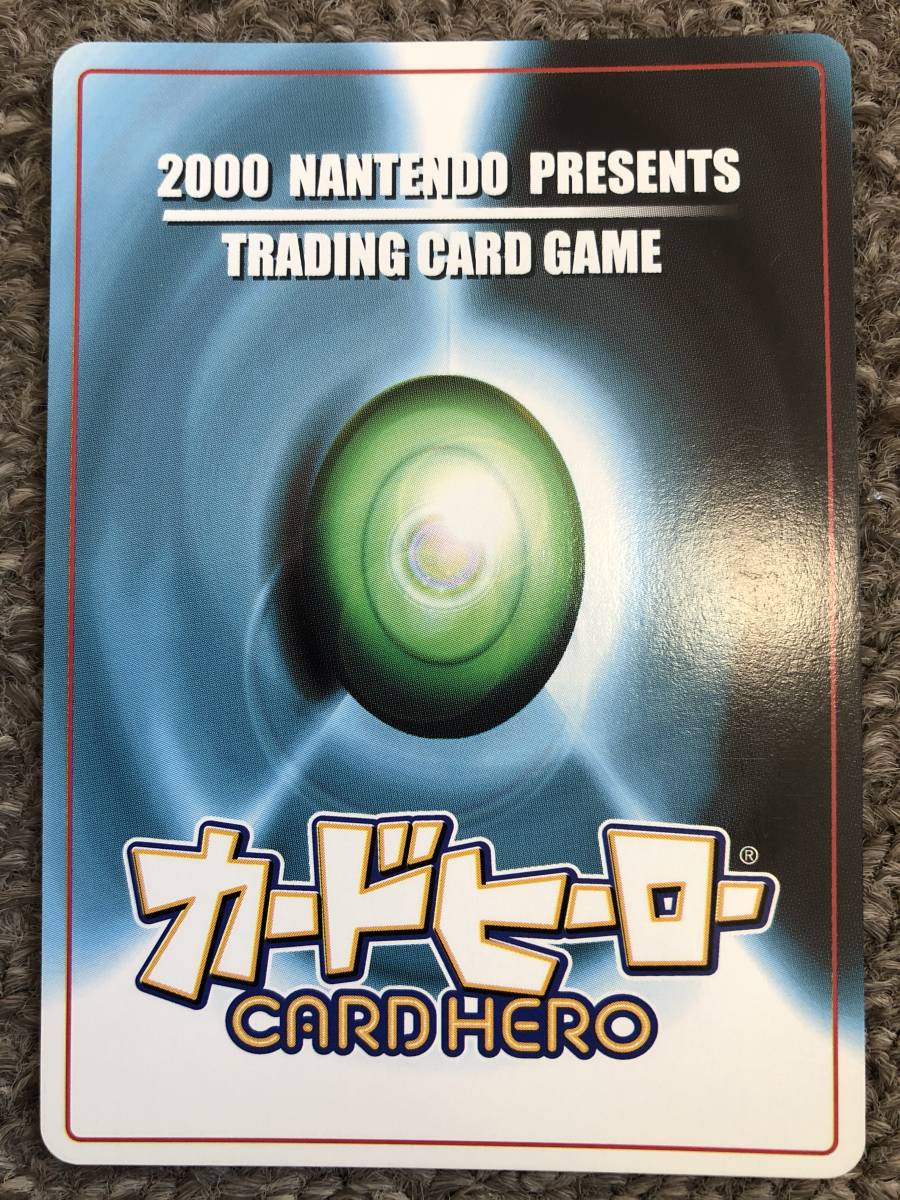 2000 NANTENDO PRESENTS
TRADING CARD GAME
カードヒーロー®
CARD HERO